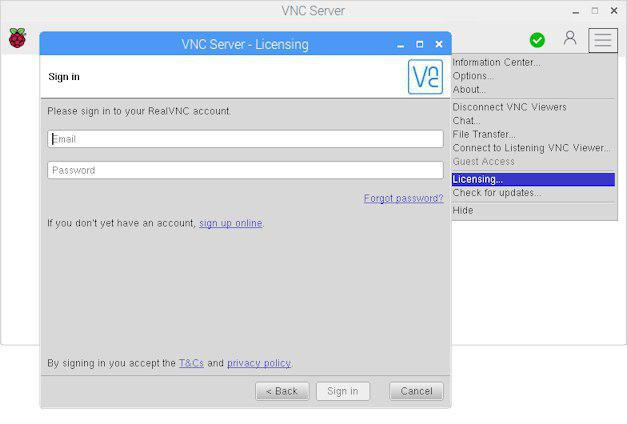 VNC Server
VNC Server - Licensing
Sign in
Please sign in to your RealVNC account.
Email
Password
Forgot password?
If you don't yet have an account, sign up online.
By signing in you accept the T&Cs and privacy policy.
< Back
Sign in
Cancel
Information Center...
Options...
About...
Disconnect VNC Viewers
Chat...
File Transfer...
Connect to Listening VNC Viewer...
Guest Access
Licensing...
Check for updates...
Hide